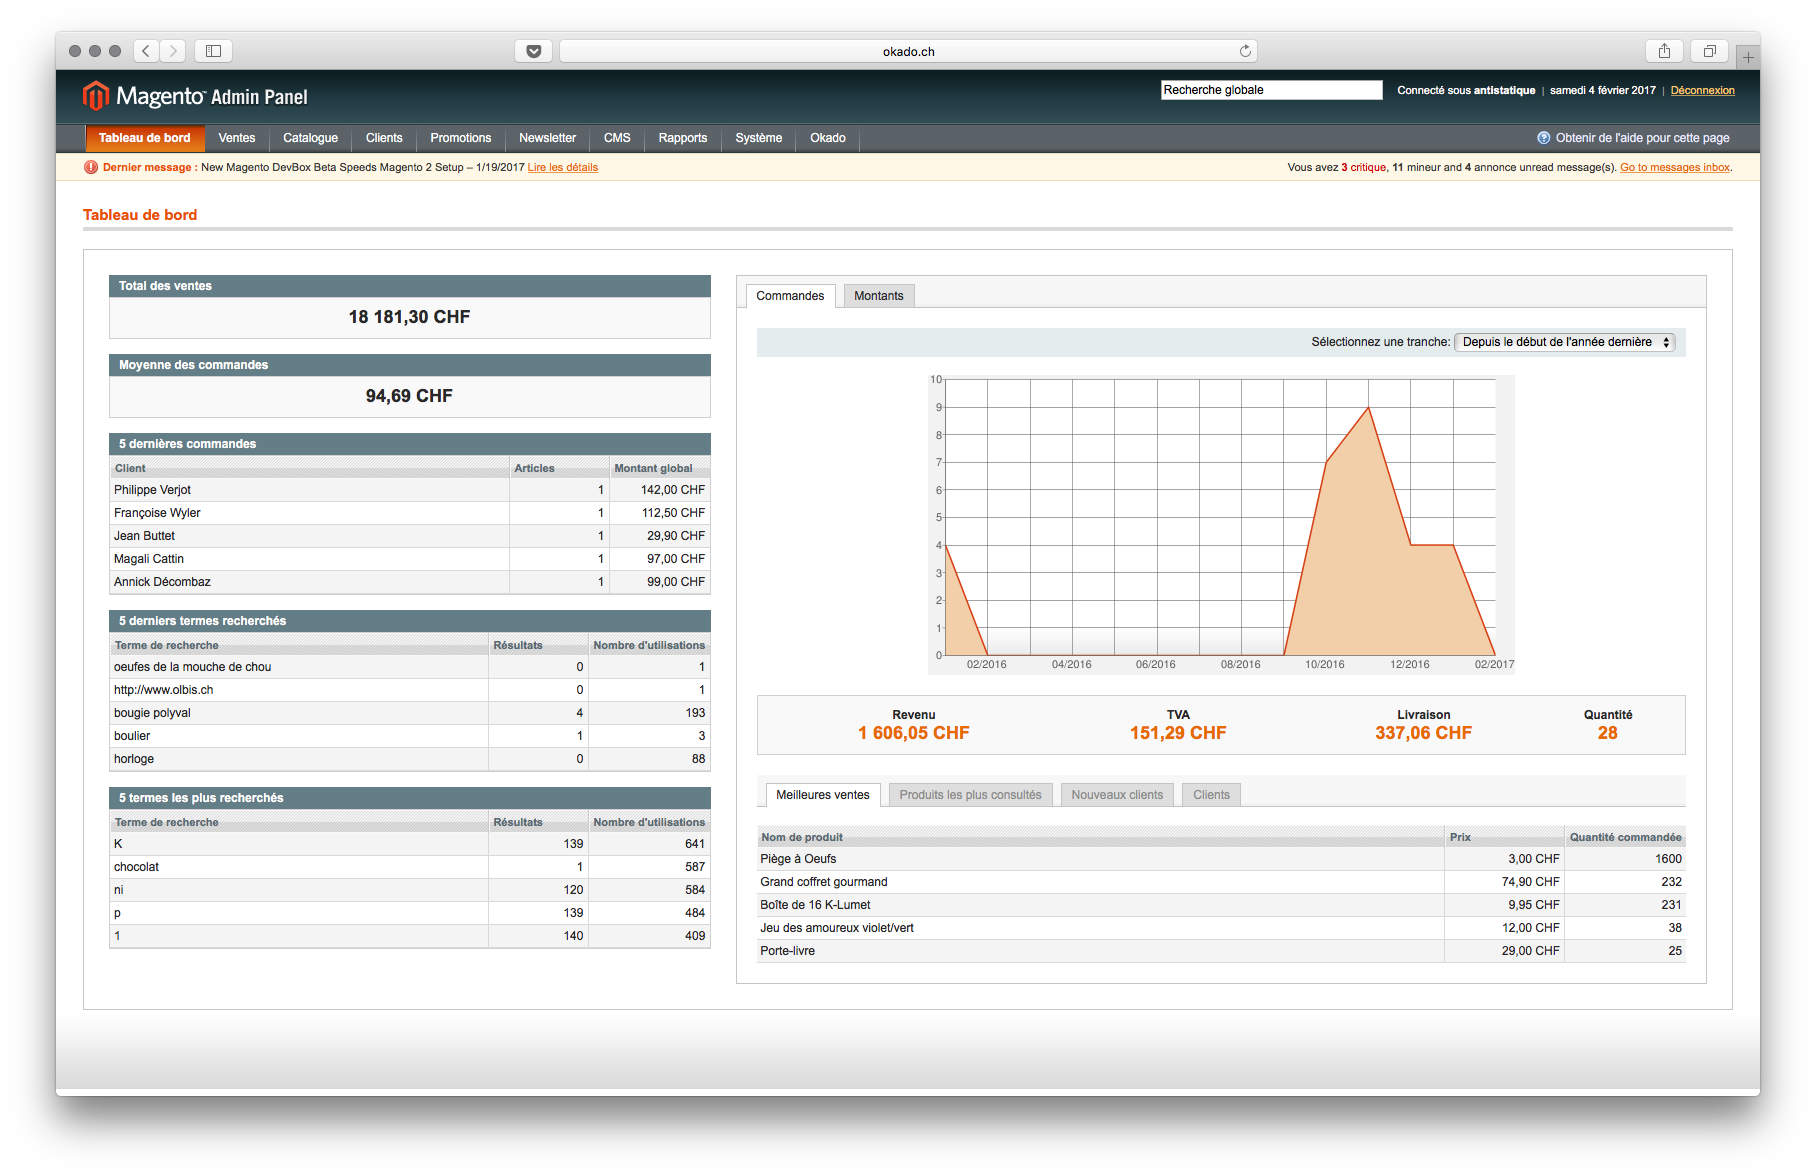 okado.ch
Magento™ Admin Panel
Recherche globale
Connecté sous antistatique | samedi 4 février 2017 | Déconnexion
Tableau de bord Ventes Catalogue Clients Promotions Newsletter CMS Rapports Système Okado
Obtenir de l'aide pour cette page
Dernier message : New Magento DevBox Beta Speeds Magento 2 Setup – 1/19/2017 Lire les détails
Vous avez 3 critique, 11 mineur and 4 annonce unread message(s). Go to messages inbox.
Tableau de bord
Total des ventes
18 181,30 CHF
Moyenne des commandes
94,69 CHF
5 dernières commandes
Client Articles Montant global
Philippe Verjot 1 142,00 CHF
Françoise Wyler 1 112,50 CHF
Jean Buttet 1 29,90 CHF
Magali Cattin 1 97,00 CHF
Annick Décombaz 1 99,00 CHF
5 derniers termes recherchés
Terme de recherche Résultats Nombre d'utilisations
oeufes de la mouche de chou 0 1
http://www.olbis.ch 0 1
bougie polyval 4 193
boulier 1 3
horloge 0 88
5 termes les plus recherchés
Terme de recherche Résultats Nombre d'utilisations
K 139 641
chocolat 1 587
ni 120 584
p 139 484
1 140 409
Commandes Montants
Sélectionnez une tranche: Depuis le début de l'année dernière
10
9
8
7
6
5
4
3
2
1
0
02/2016 04/2016 06/2016 08/2016 10/2016 12/2016 02/2017
Revenu TVA Livraison Quantité
1 606,05 CHF 151,29 CHF 337,06 CHF 28
Meilleures ventes Produits les plus consultés Nouveaux clients Clients
Nom de produit Prix Quantité commandée
Piège à Oeufs 3,00 CHF 1600
Grand coffret gourmand 74,90 CHF 232
Boîte de 16 K-Lumet 9,95 CHF 231
Jeu des amoureux violet/vert 12,00 CHF 38
Porte-livre 29,00 CHF 25